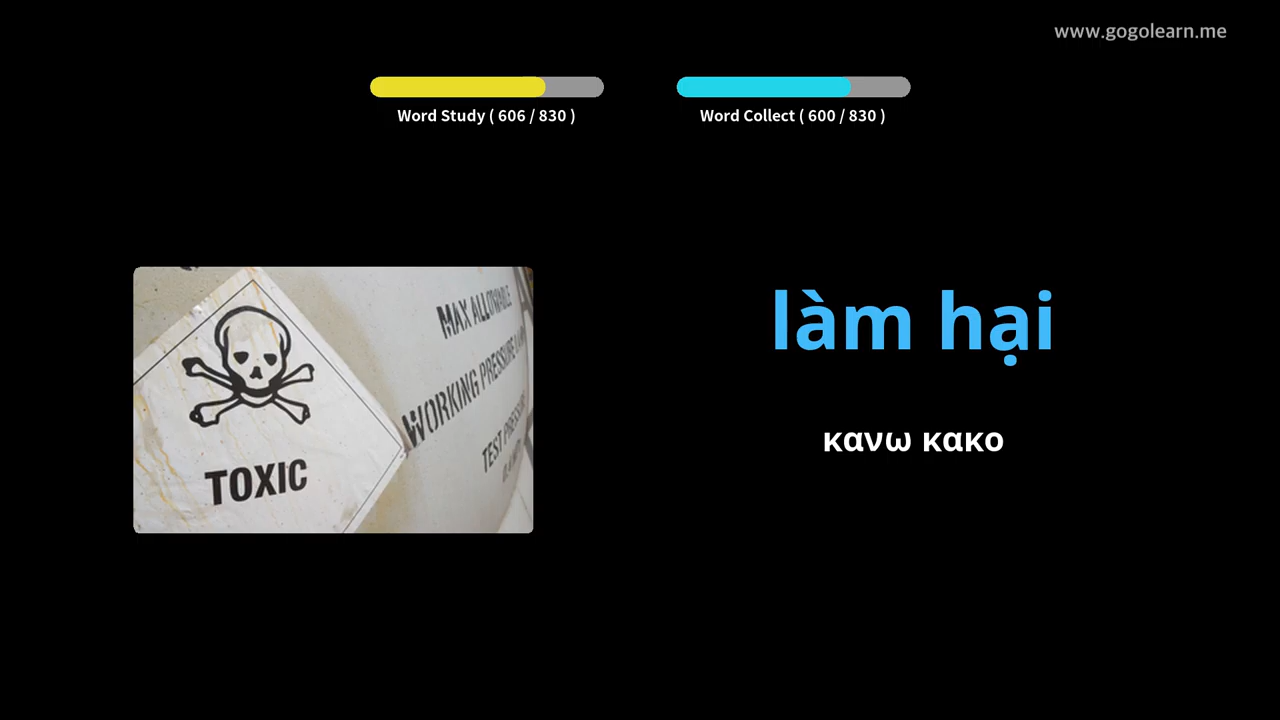 www.gogolearn.me
Word Study ( 606 / 830 )
Word Collect ( 600 / 830 )
làm hại
κανω κακο
MAX ALLOWABLE
WORKING PRESSURE
TEST PRESSURE
TOXIC